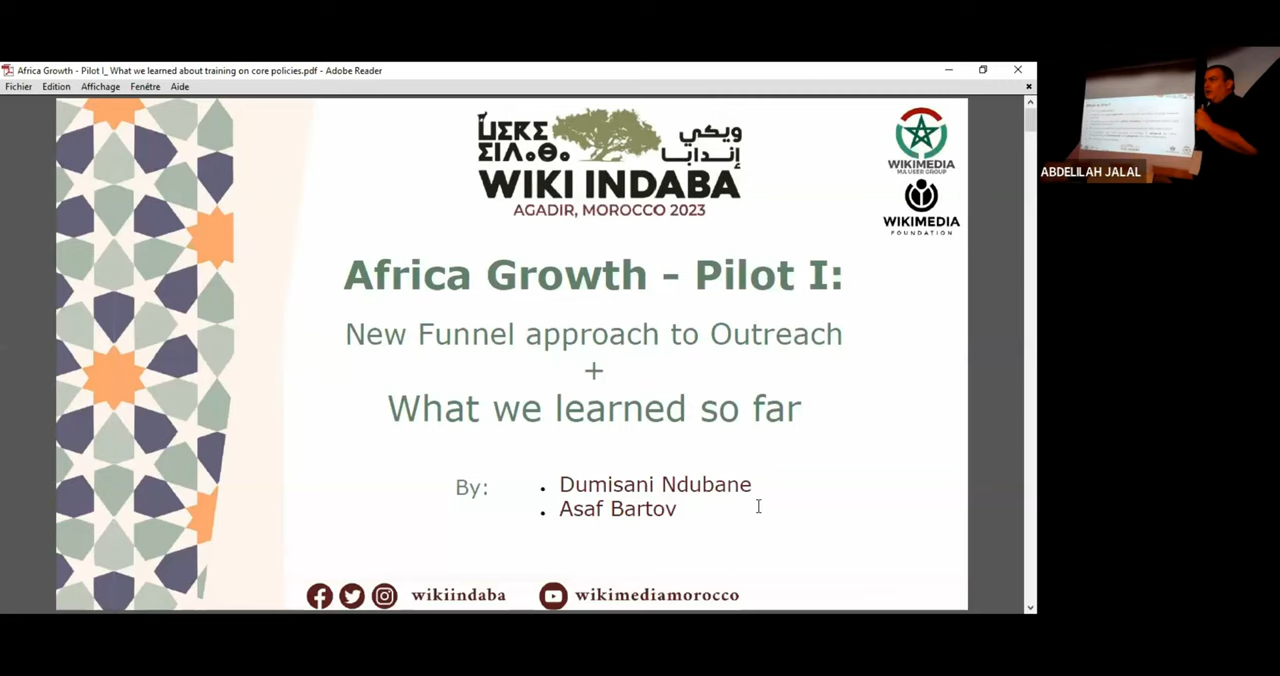 Africa Growth - Pilot I_ What we learned about training on core policies.pdf - Adobe Reader
Fichier Edition Affichage Fenêtre Aide
ⵡⵉⴽⵉ
ⵉⵏⴷⴰⴱⴰ
ويكي
إندابا
WIKI INDABA
AGADIR, MOROCCO 2023
WIKIMEDIA
MA USER GROUP
WIKIMEDIA
FOUNDATION
Africa Growth - Pilot I:
New Funnel approach to Outreach
+
What we learned so far
By:
• Dumisani Ndubane
• Asaf Bartov
wikiindaba
wikimediamorocco
ABDELILAH JALAL